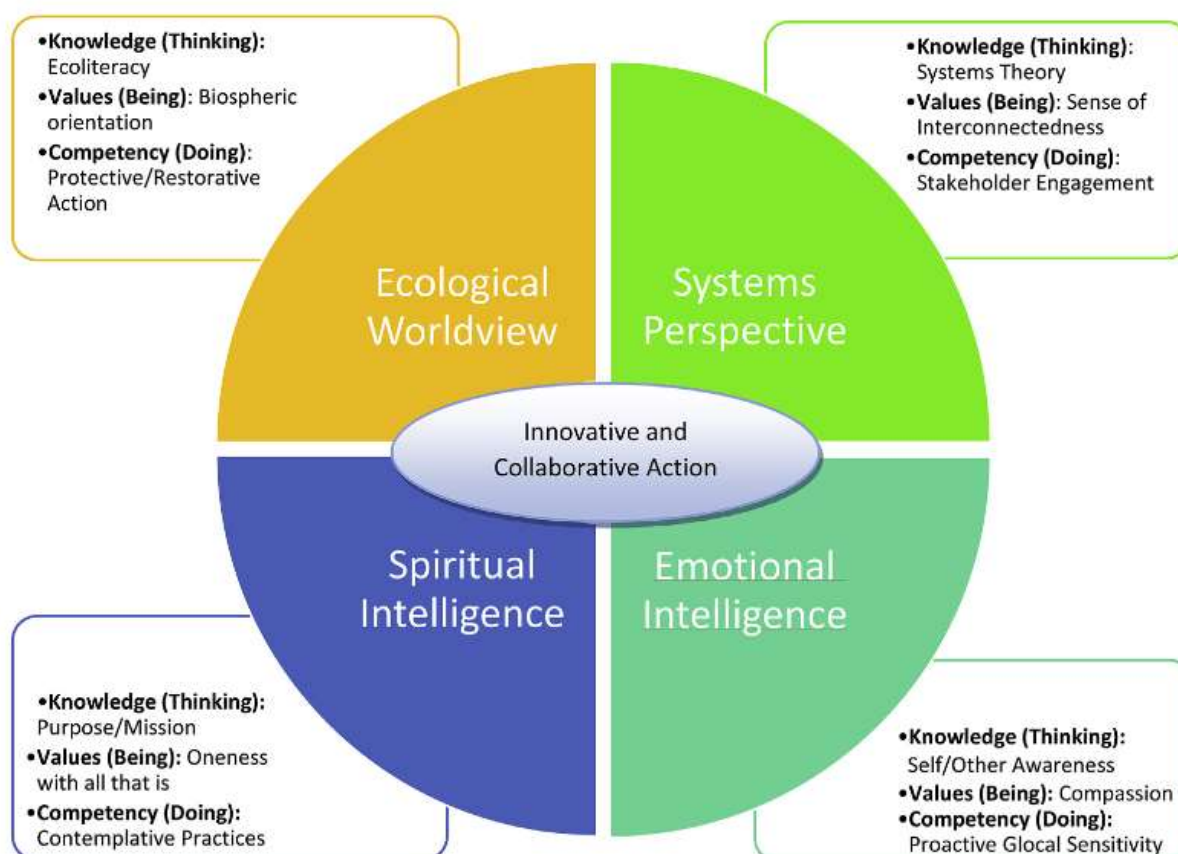 •Knowledge (Thinking):
Ecoliteracy
•Values (Being): Biospheric
orientation
•Competency (Doing):
Protective/Restorative
Action
•Knowledge (Thinking):
Systems Theory
•Values (Being): Sense of
Interconnectedness
•Competency (Doing):
Stakeholder Engagement
Ecological
Worldview
Systems
Perspective
Innovative and
Collaborative Action
Spiritual
Intelligence
Emotional
Intelligence
•Knowledge (Thinking):
Purpose/Mission
•Values (Being): Oneness
with all that is
•Competency (Doing):
Contemplative Practices
•Knowledge (Thinking):
Self/Other Awareness
•Values (Being): Compassion
•Competency (Doing):
Proactive Glocal Sensitivity